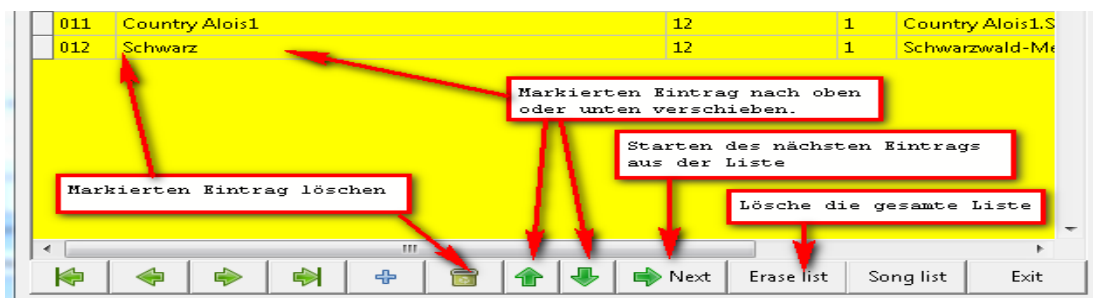 011 Country Alois1 12 1 Country Alois1.S
012 Schwarz 12 1 Schwarzwald-Me
Markierten Eintrag nach oben
oder unten verschieben.
Starten des nächsten Eintrags
aus der Liste
Markierten Eintrag löschen
Lösche die gesamte Liste
Next Erase list Song list Exit